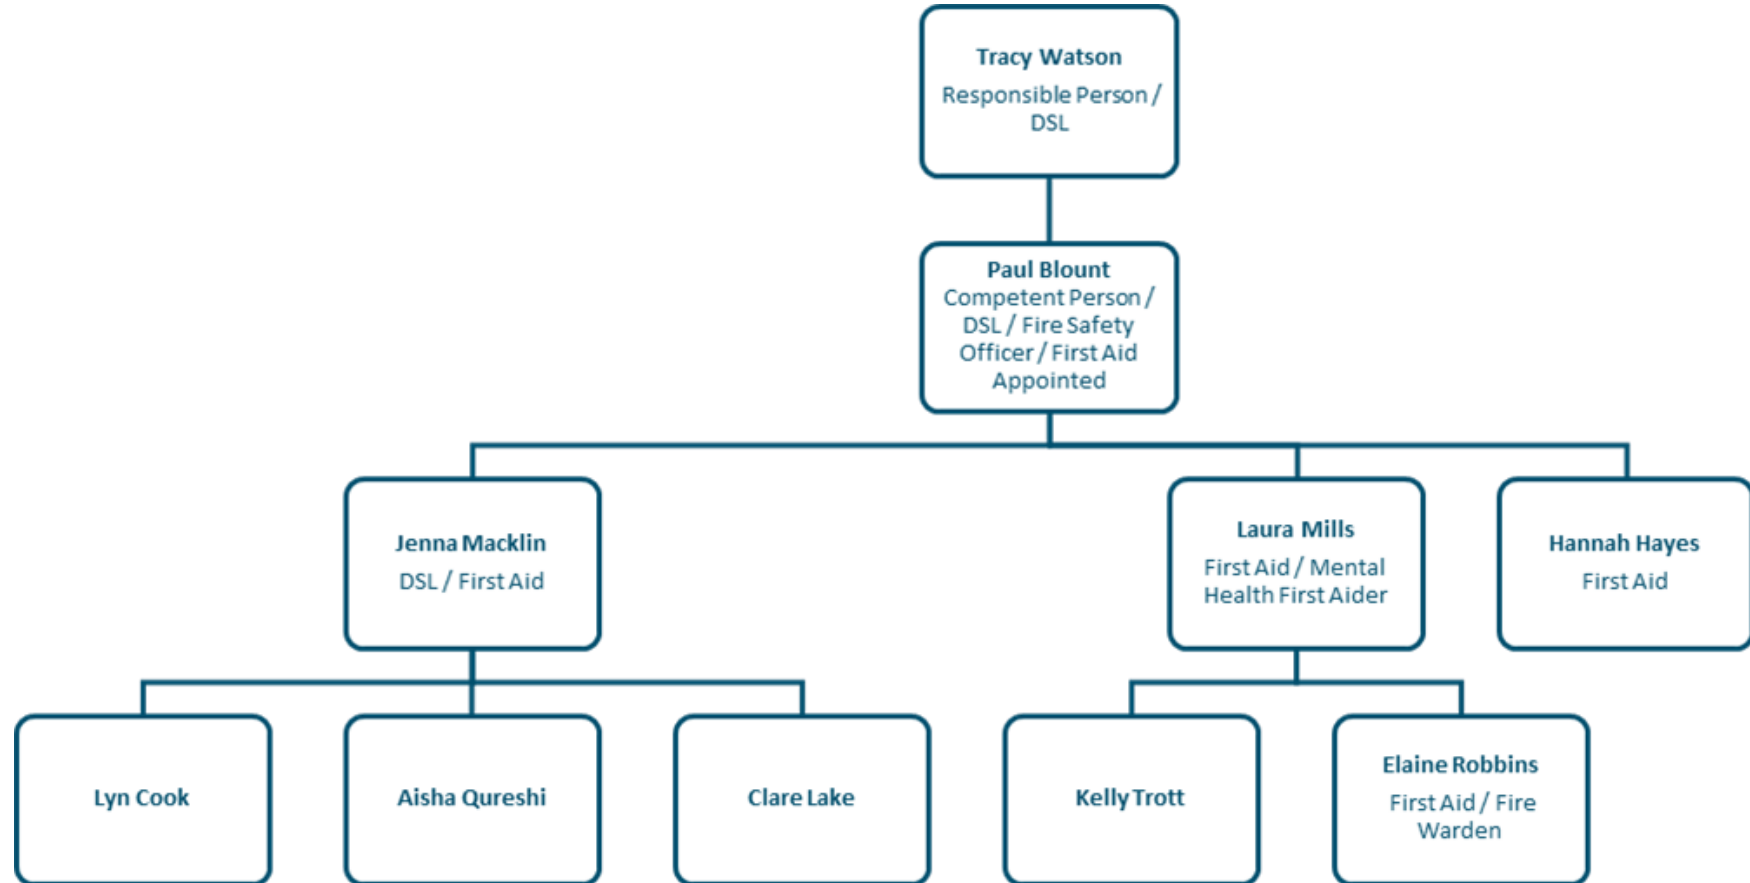 Tracy Watson
Responsible Person /
DSL
Paul Blount
Competent Person /
DSL / Fire Safety
Officer / First Aid
Appointed
Jenna Macklin
DSL / First Aid
Laura Mills
First Aid / Mental
Health First Aider
Hannah Hayes
First Aid
Lyn Cook
Aisha Qureshi
Clare Lake
Kelly Trott
Elaine Robbins
First Aid / Fire
Warden